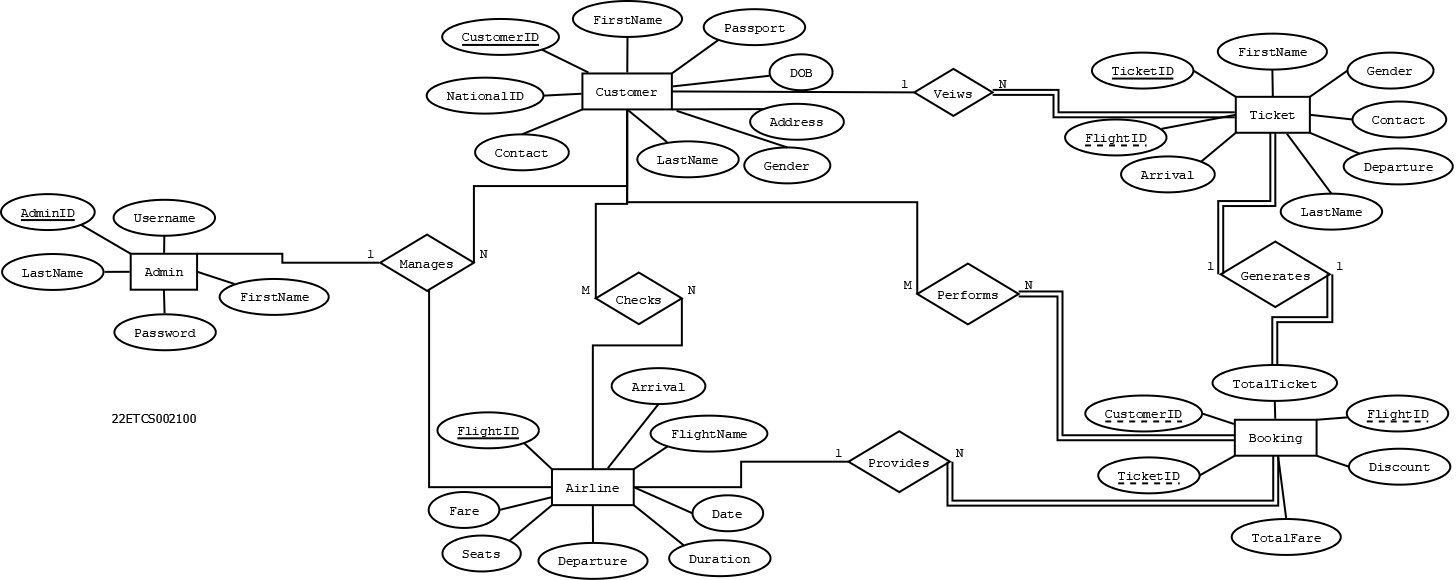 FirstName
CustomerID
Passport
DOB
NationalID
Customer
Address
Contact
LastName
Gender
1
Veiws
N
TicketID
FirstName
Gender
Ticket
Contact
FlightID
Arrival
Departure
LastName
AdminID
Username
LastName
Admin
FirstName
Password
1
Manages
N
M
Checks
N
M
Performs
N
1
Generates
1
22ETCS002100
Arrival
FlightID
FlightName
Airline
Fare
Date
Seats
Departure
Duration
1
Provides
N
TotalTicket
CustomerID
FlightID
Booking
TicketID
Discount
TotalFare